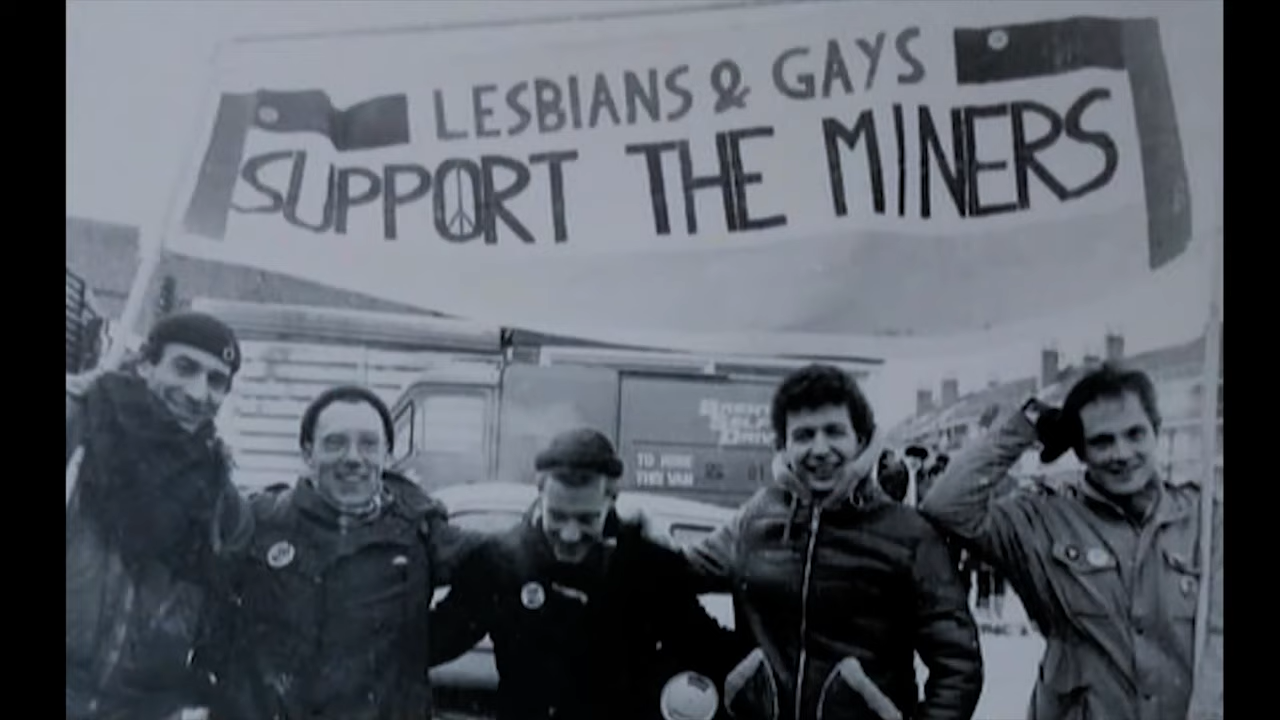 LESBIANS & GAYS
SUPPORT THE MINERS
TO HIRE
THIS VAN